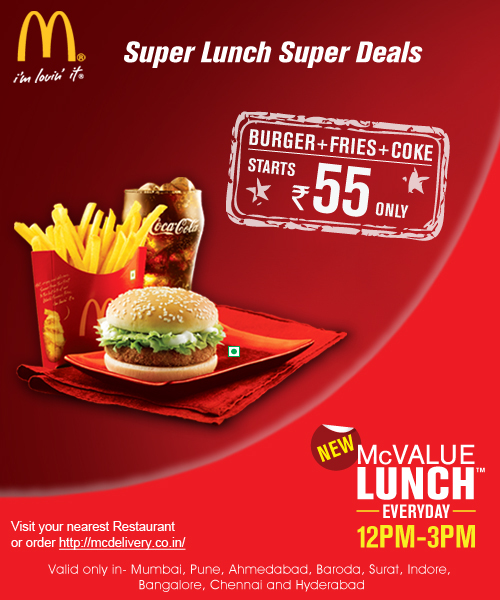 M®
i'm lovin' it®
Super Lunch Super Deals
BURGER+FRIES+COKE
STARTS
₹55 ONLY
Coca-Cola
NEW
McVALUE
LUNCH™
EVERYDAY
12PM-3PM
Visit your nearest Restaurant
or order http://mcdelivery.co.in/
Valid only in- Mumbai, Pune, Ahmedabad, Baroda, Surat, Indore,
Bangalore, Chennai and Hyderabad